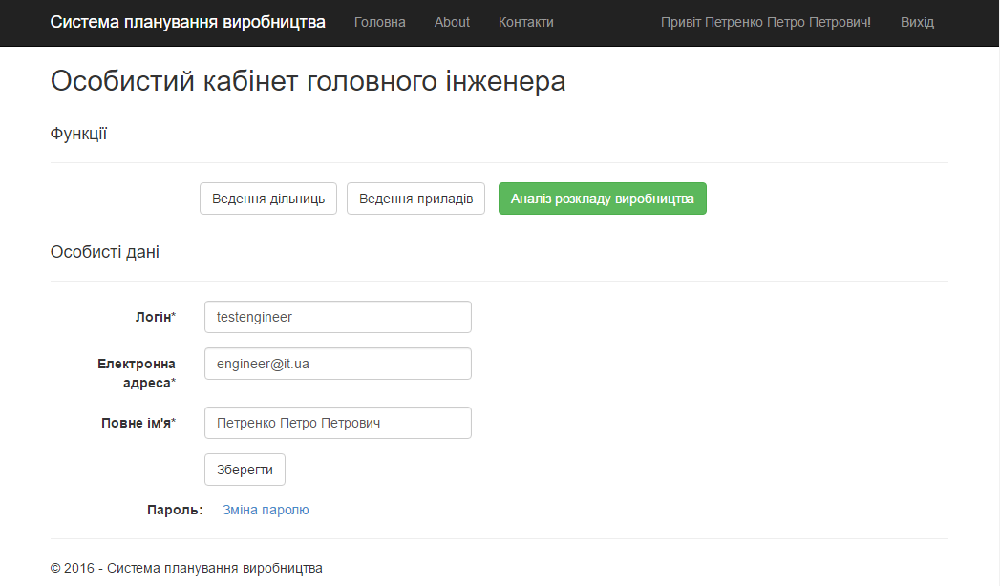 Система планування виробництва Головна About Контакти Привіт Петренко Петро Петрович! Вихід
Особистий кабінет головного інженера
Функції
Ведення дільниць Ведення приладів Аналіз розкладу виробництва
Особисті дані
Логін* testengineer
Електронна адреса* engineer@it.ua
Повне ім'я* Петренко Петро Петрович
Зберегти
Пароль: Зміна паролю
© 2016 - Система планування виробництва